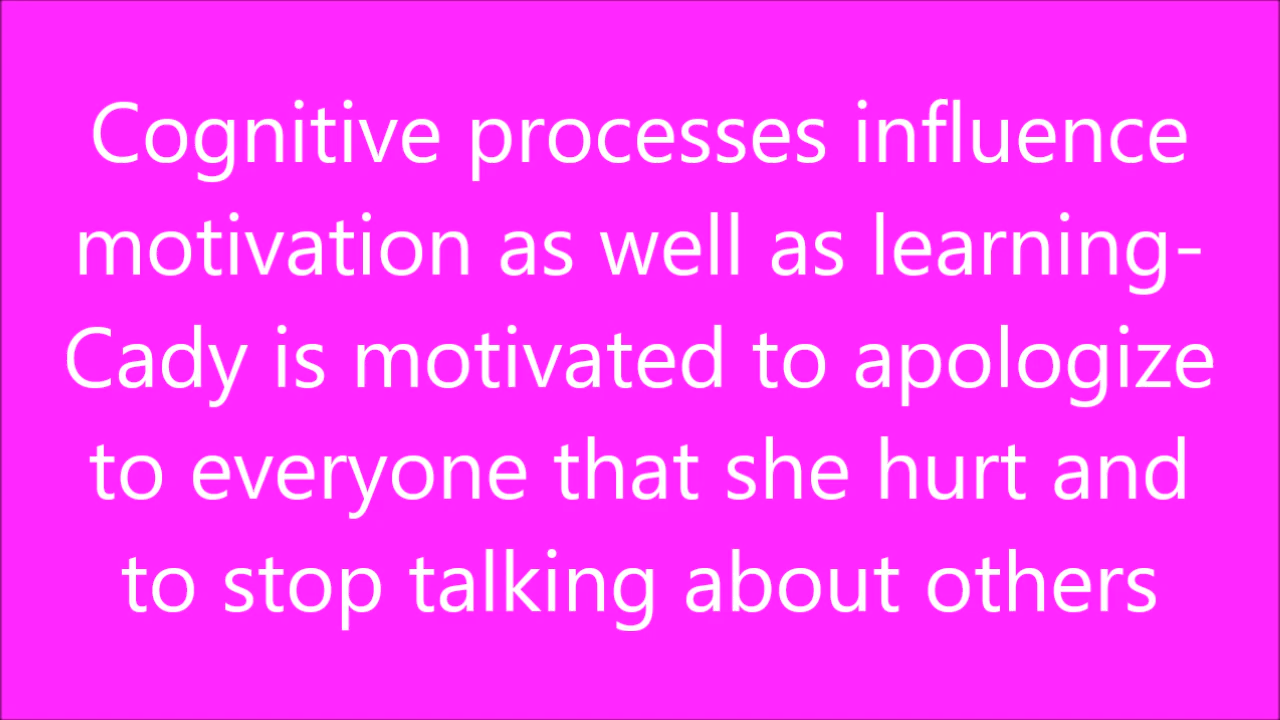 Cognitive processes influence
motivation as well as learning-
Cady is motivated to apologize
to everyone that she hurt and
to stop talking about others